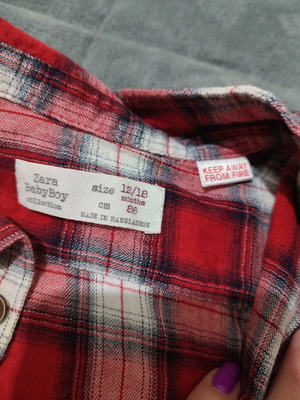 Zara
BabyBoy
collection
size 12/18
months
cm 86
MADE IN BANGLADESH
KEEP AWAY
FROM FIRE